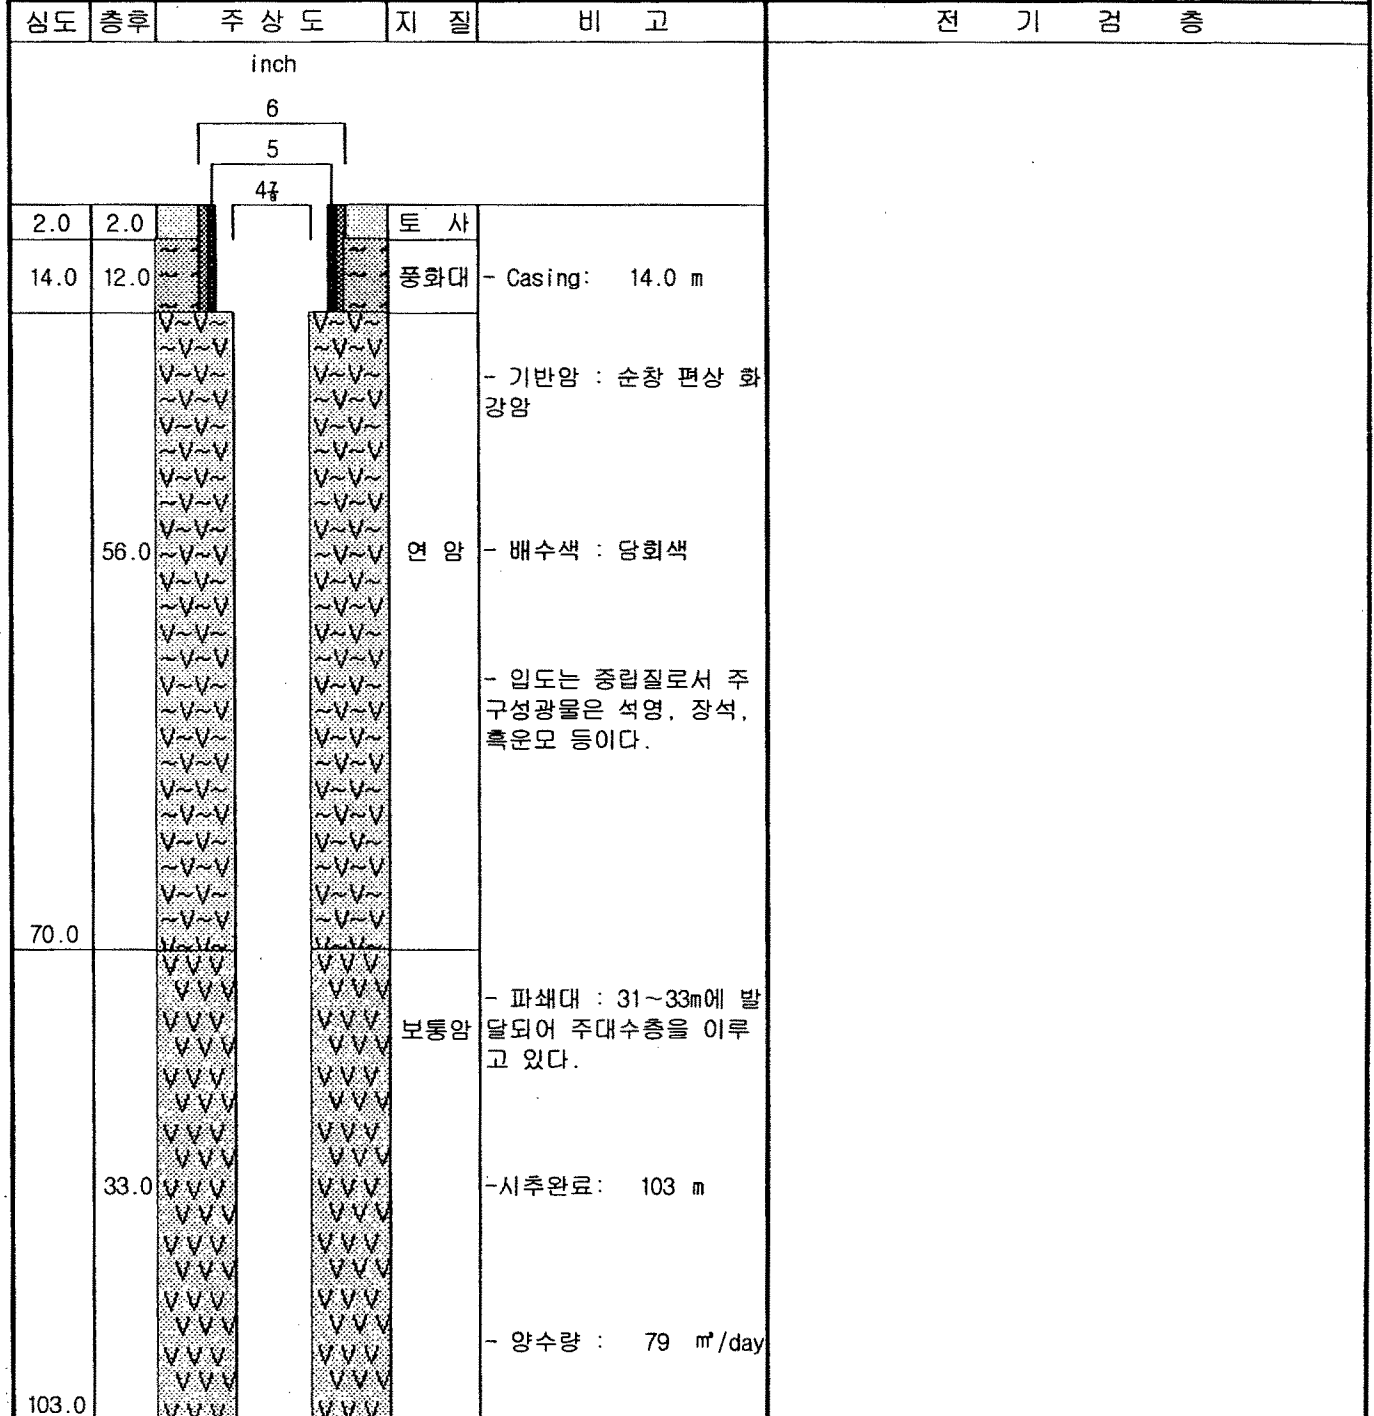 심도 층후 주 상 도 지 질 비 고 전 기 검 층
inch
6
5
4⅞
2.0 2.0 토 사
14.0 12.0 풍화대 - Casing: 14.0 m
- 기반암 : 순창 편상 화
강암
56.0 연 암 - 배수색 : 당회색
- 입도는 중립질로서 주
구성광물은 석영, 장석,
흑운모 등이다.
70.0
- 파쇄대 : 31~33m에 발
보통암 달되어 주대수층을 이루
고 있다.
33.0 -시추완료: 103 m
- 양수량 : 79 ㎥/day
103.0